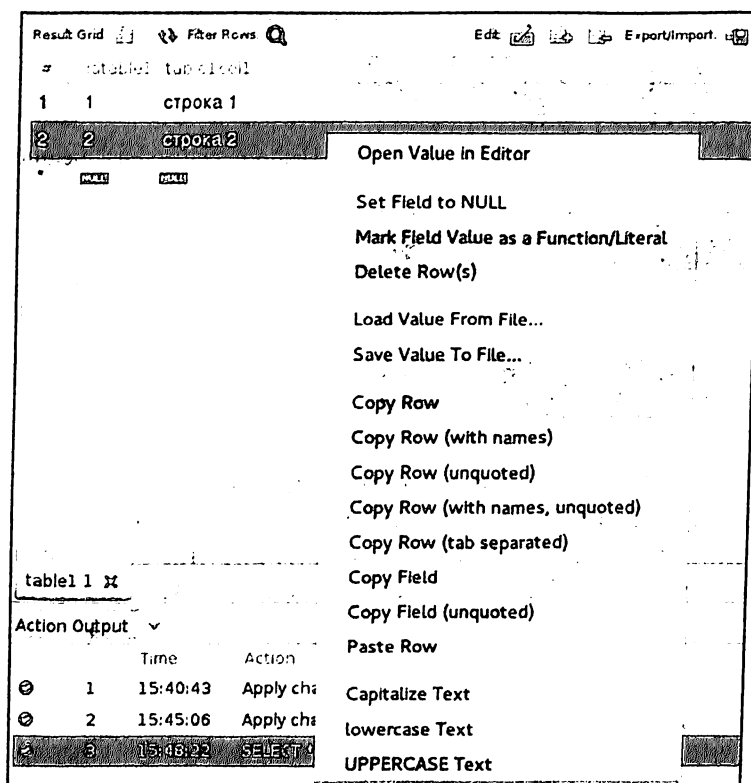 Result Grid Filter Rows Edit: Export/Import:
# idtable1 table1col1
1 1 строка 1
2 2 строка 2
* NULL NULL
Open Value in Editor
Set Field to NULL
Mark Field Value as a Function/Literal
Delete Row(s)
Load Value From File...
Save Value To File...
Copy Row
Copy Row (with names)
Copy Row (unquoted)
Copy Row (with names, unquoted)
Copy Row (tab separated)
Copy Field
Copy Field (unquoted)
Paste Row
Capitalize Text
lowercase Text
UPPERCASE Text
table1 1
Action Output
Time Action
1 15:40:43 Apply cha
2 15:45:06 Apply cha
3 15:48:22 SELECT